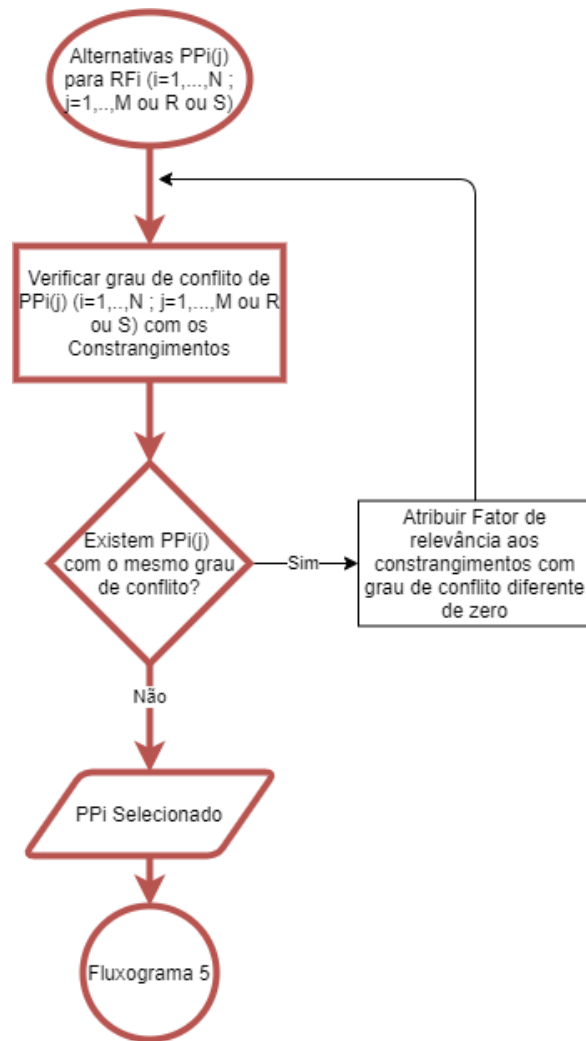 Alternativas PPi(j)
para RFi (i=1,...,N ;
j=1,..,M ou R ou S)
Verificar grau de conflito de
PPi(j) (i=1,..,N ; j=1,...,M ou R
ou S) com os
Constrangimentos
Existem PPi(j)
com o mesmo grau
de conflito?
Sim
Atribuir Fator de
relevância aos
constrangimentos com
grau de conflito diferente
de zero
Não
PPi Selecionado
Fluxograma 5